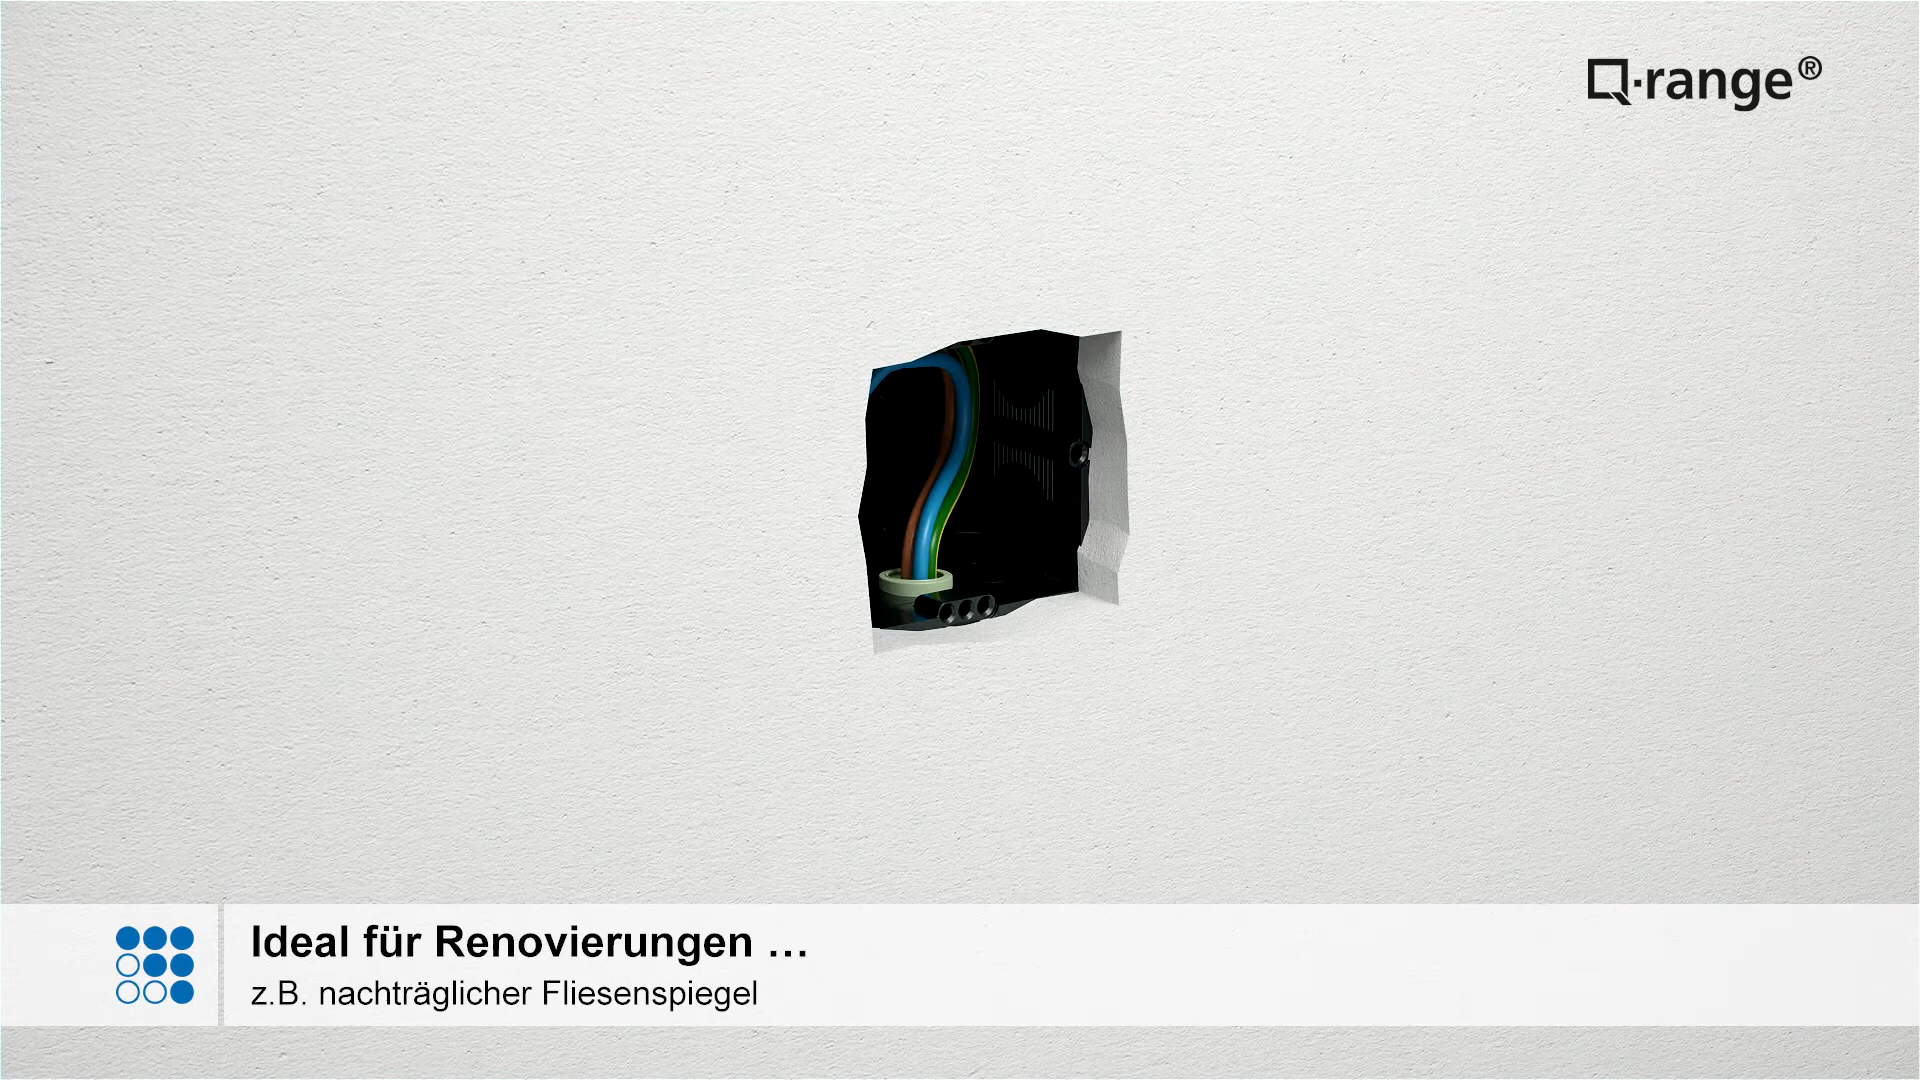 Q·range®
Ideal für Renovierungen ...
z.B. nachträglicher Fliesenspiegel